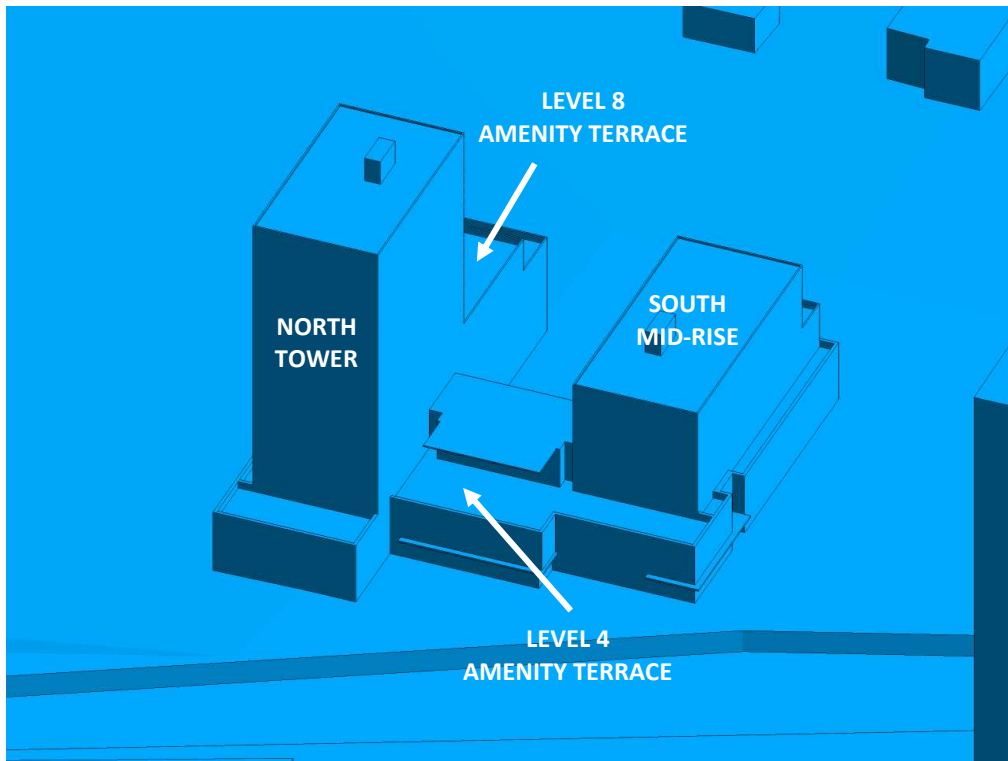 LEVEL 8
AMENITY TERRACE
NORTH
TOWER
SOUTH
MID-RISE
LEVEL 4
AMENITY TERRACE